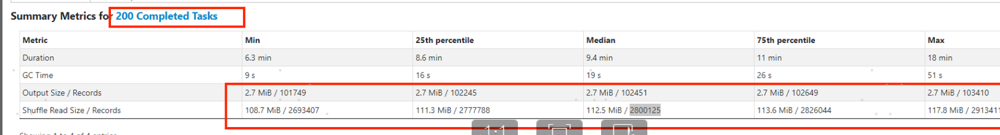 Summary Metrics for 200 Completed Tasks
Metric Min 25th percentile Median 75th percentile Max
Duration 6.3 min 8.6 min 9.4 min 11 min 18 min
GC Time 9 s 16 s 19 s 26 s 51 s
Output Size / Records 2.7 MiB / 101749 2.7 MiB / 102245 2.7 MiB / 102451 2.7 MiB / 102649 2.7 MiB / 103410
Shuffle Read Size / Records 108.7 MiB / 2693407 111.3 MiB / 2777788 112.5 MiB / 2800125 113.6 MiB / 2826044 117.8 MiB / 2913411
Showing 1 to 4 of 4 entries
1:1